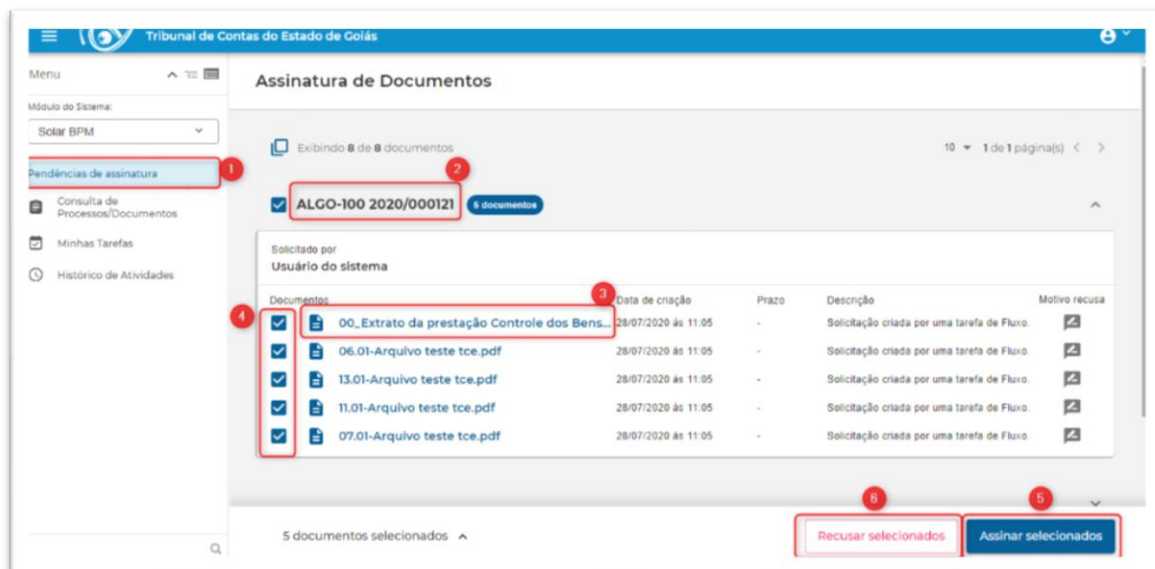 Tribunal de Contas do Estado de Goiás
Menu
Módulo do Sistema:
Solar BPM
Pendências de assinatura
1
Consulta de
Processos/Documentos
Minhas Tarefas
Histórico de Atividades
Assinatura de Documentos
Exibindo 8 de 8 documentos
10
1 de 1 página(s)
2
ALGO-100 2020/000121
5 documentos
Solicitado por
Usuário do sistema
3
Documentos Data de criação Prazo Descrição Motivo recusa
4
00_Extrato da prestação Controle dos Bens... 28/07/2020 às 11:05 - Solicitação criada por uma tarefa de Fluxo.
06.01-Arquivo teste tce.pdf 28/07/2020 às 11:05 - Solicitação criada por uma tarefa de Fluxo.
13.01-Arquivo teste tce.pdf 28/07/2020 às 11:05 - Solicitação criada por uma tarefa de Fluxo.
11.01-Arquivo teste tce.pdf 28/07/2020 às 11:05 - Solicitação criada por uma tarefa de Fluxo.
07.01-Arquivo teste tce.pdf 28/07/2020 às 11:05 - Solicitação criada por uma tarefa de Fluxo.
6
5
5 documentos selecionados
Recusar selecionados
Assinar selecionados